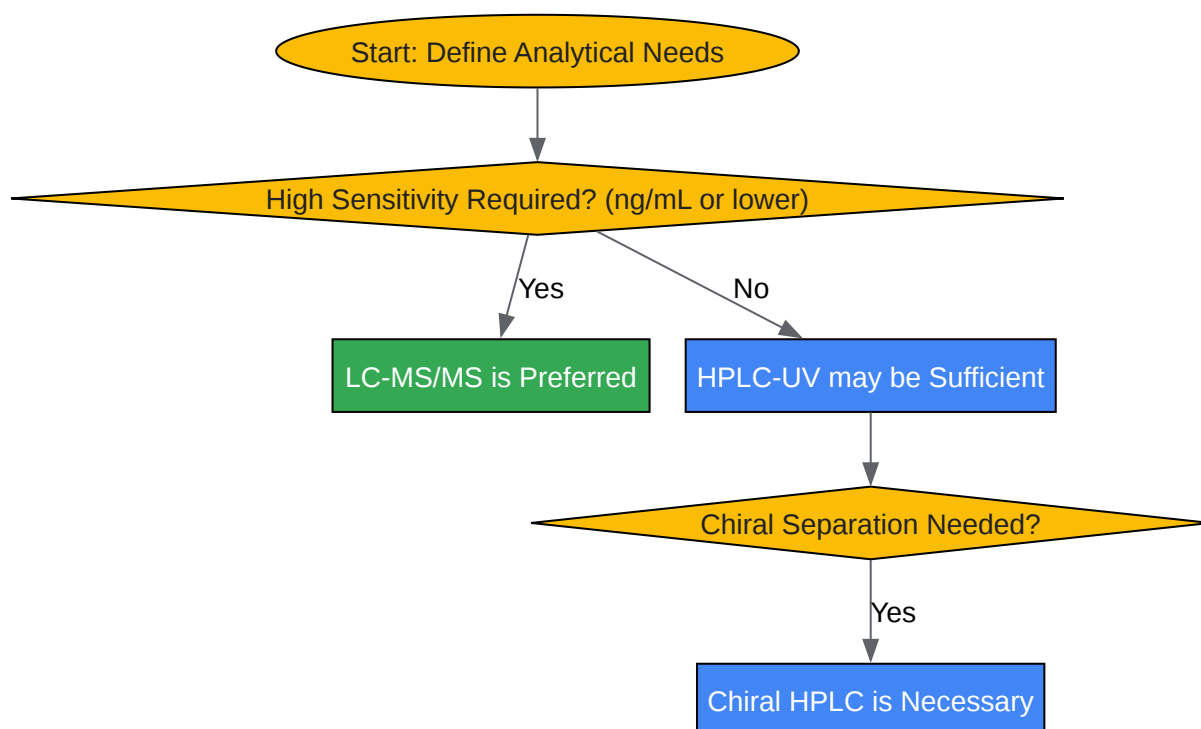 Start: Define Analytical Needs
High Sensitivity Required? (ng/mL or lower)
Yes
No
LC-MS/MS is Preferred
HPLC-UV may be Sufficient
Chiral Separation Needed?
Yes
Chiral HPLC is Necessary